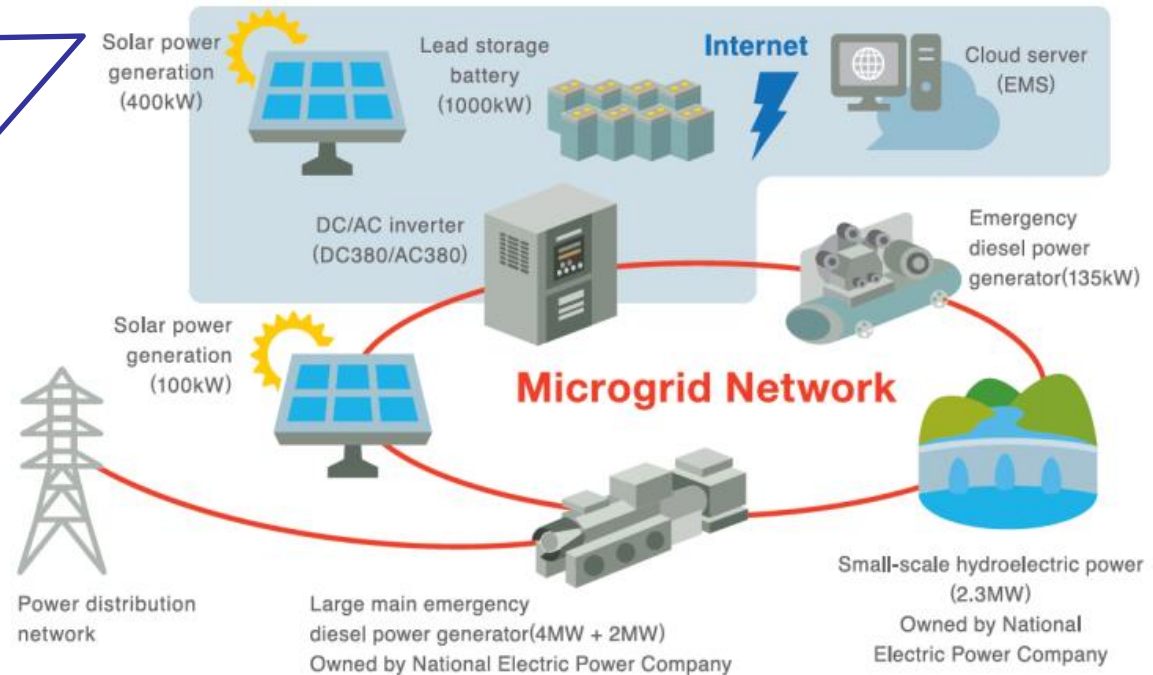 Solar power
generation
(400kW)
Lead storage
battery
(1000kW)
Internet
Cloud server
(EMS)
DC/AC inverter
(DC380/AC380)
Emergency
diesel power
generator(135kW)
Solar power
generation
(100kW)
Microgrid Network
Power distribution
network
Large main emergency
diesel power generator(4MW + 2MW)
Owned by National Electric Power Company
Small-scale hydroelectric power
(2.3MW)
Owned by National
Electric Power Company